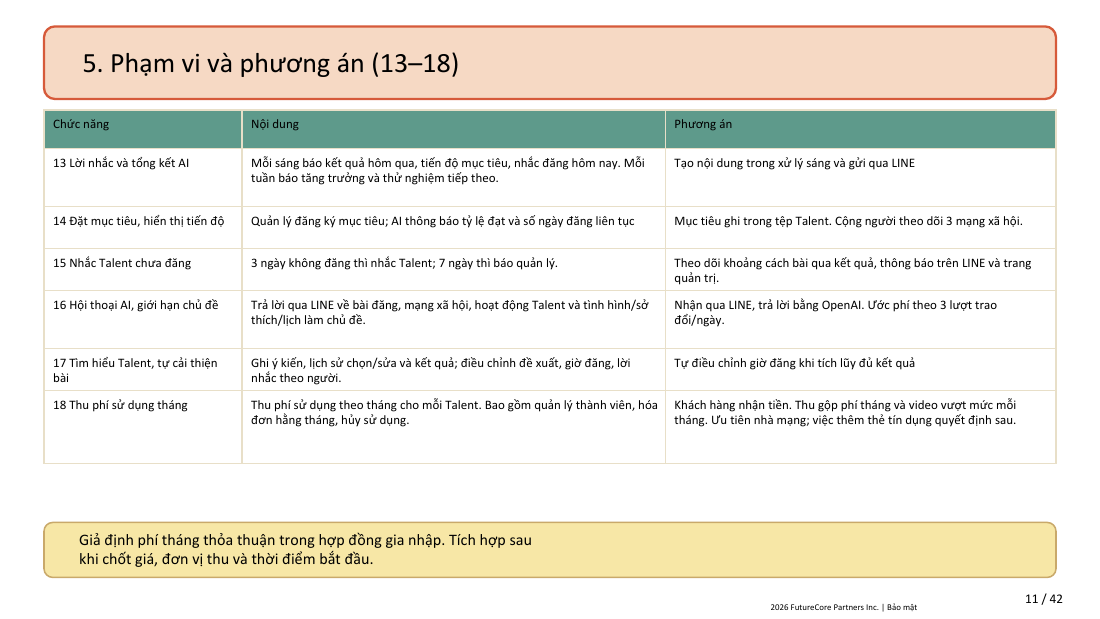 5. Phạm vi và phương án (13–18)
Chức năng
Nội dung
Phương án
13 Lời nhắc và tổng kết AI
Mỗi sáng báo kết quả hôm qua, tiến độ mục tiêu, nhắc đăng hôm nay. Mỗi
tuần báo tăng trưởng và thử nghiệm tiếp theo.
Tạo nội dung trong xử lý sáng và gửi qua LINE
14 Đặt mục tiêu, hiển thị tiến độ
Quản lý đăng ký mục tiêu; AI thông báo tỷ lệ đạt và số ngày đăng liên tục
Mục tiêu ghi trong tệp Talent. Cộng người theo dõi 3 mạng xã hội.
15 Nhắc Talent chưa đăng
3 ngày không đăng thì nhắc Talent; 7 ngày thì báo quản lý.
Theo dõi khoảng cách bài qua kết quả, thông báo trên LINE và trang
quản trị.
16 Hội thoại AI, giới hạn chủ đề
Trả lời qua LINE về bài đăng, mạng xã hội, hoạt động Talent và tình hình/sở
thích/lịch làm chủ đề.
Nhận qua LINE, trả lời bằng OpenAI. Ước phí theo 3 lượt trao
đổi/ngày.
17 Tìm hiểu Talent, tự cải thiện
bài
Ghi ý kiến, lịch sử chọn/sửa và kết quả; điều chỉnh đề xuất, giờ đăng, lời
nhắc theo người.
Tự điều chỉnh giờ đăng khi tích lũy đủ kết quả
18 Thu phí sử dụng tháng
Thu phí sử dụng theo tháng cho mỗi Talent. Bao gồm quản lý thành viên, hóa
đơn hằng tháng, hủy sử dụng.
Khách hàng nhận tiền. Thu gộp phí tháng và video vượt mức mỗi
tháng. Ưu tiên nhà mạng; việc thêm thẻ tín dụng quyết định sau.
Giả định phí tháng thỏa thuận trong hợp đồng gia nhập. Tích hợp sau
khi chốt giá, đơn vị thu và thời điểm bắt đầu.
2026 FutureCore Partners Inc. | Bảo mật
11 / 42